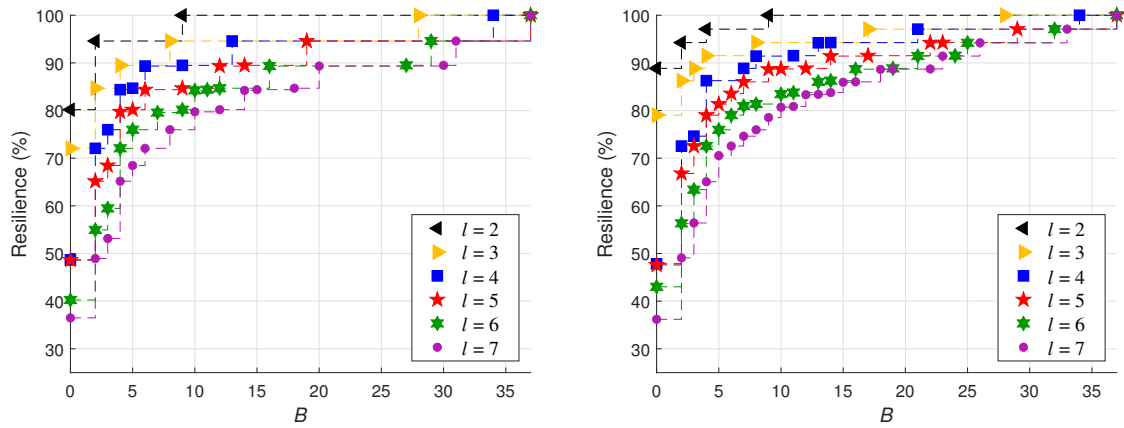 Resilience (%)
100
90
80
70
60
50
40
30
0 5 10 15 20 25 30 35
B
l = 2
l = 3
l = 4
l = 5
l = 6
l = 7
Resilience (%)
100
90
80
70
60
50
40
30
0 5 10 15 20 25 30 35
B
l = 2
l = 3
l = 4
l = 5
l = 6
l = 7